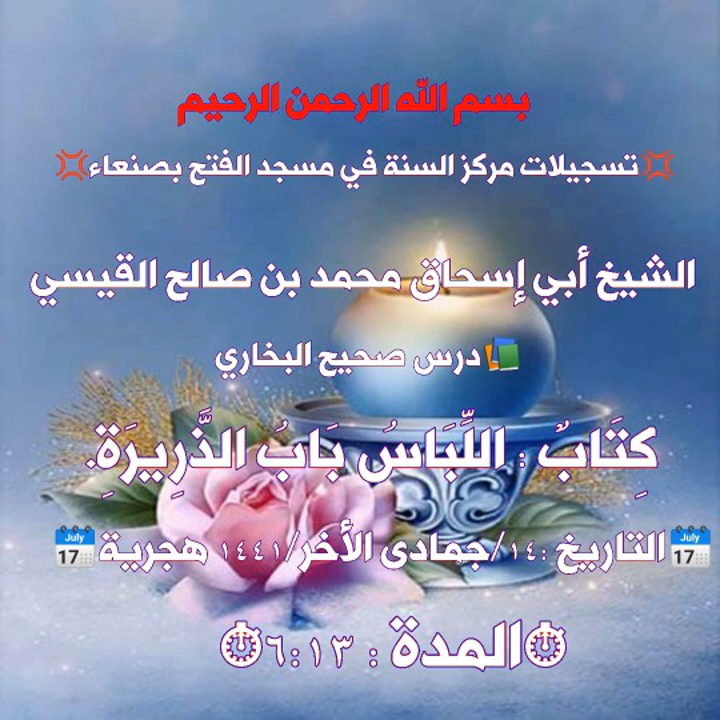 بسم الله الرحمن الرحيم
💢تسجيلات مركز السنة في مسجد الفتح بصنعاء💢
الشيخ أبي إسحاق محمد بن صالح القيسي
📚درس صحيح البخاري
كِتَابٌ : اللِّبَاسُ بَابُ الذَّرِيرَةِ.
📅التاريخ :١٤/جمادى الأخر/١٤٤١ هجرية📅
⏱المدة : ٦:١٣⏱